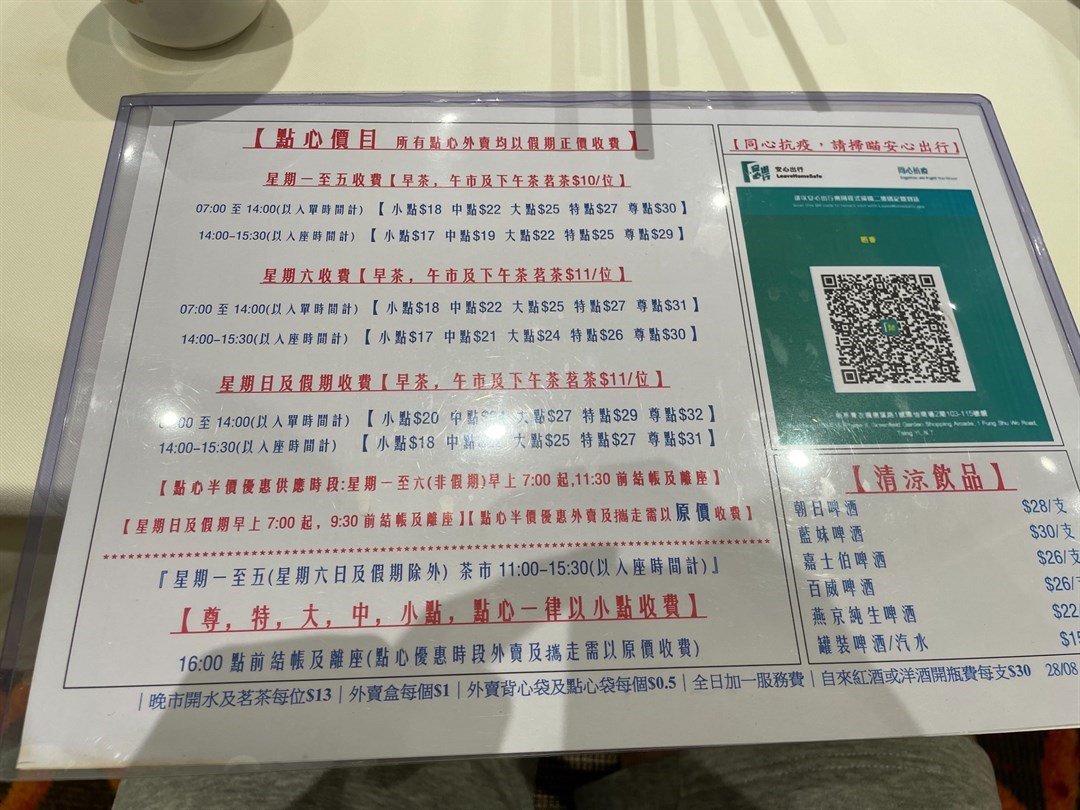 【點心價目 所有點心外賣均以假期正價收費】
星期一至五收費【早茶，午市及下午茶茗茶$10/位】
07:00 至 14:00(以入單時間計) 【 小點$18 中點$22 大點$25 特點$27 尊點$30】
14:00-15:30(以入座時間計) 【 小點$17 中點$19 大點$22 特點$25 尊點$29】
星期六收費【早茶，午市及下午茶茗茶$11/位】
07:00 至 14:00(以入單時間計) 【 小點$18 中點$22 大點$25 特點$27 尊點$31】
14:00-15:30(以入座時間計) 【 小點$17 中點$21 大點$24 特點$26 尊點$30】
星期日及假期收費【早茶，午市及下午茶茗茶$11/位】
:00 至 14:00(以入單時間計) 【 小點$20 中點 大點$27 特點$29 尊點$32】
14:00-15:30(以入座時間計) 【 小點$18 中點 大點$25 特點$27 尊點$31】
【點心半價優惠供應時段:星期一至六(非假期)早上 7:00 起,11:30 前結帳及離座】
【星期日及假期早上 7:00 起，9:30 前結帳及離座】【點心半價優惠外賣及攜走需以原價收費】
『星期一至五(星期六日及假期除外) 茶市 11:00-15:30(以入座時間計)』
【尊，特，大，中，小點，點心一律以小點收費】
16:00 點前結帳及離座(點心優惠時段外賣及攜走需以原價收費)
|晚市開水及茗茶每位$13|外賣盒每個$1|外賣背心袋及點心袋每個$0.5|全日加一服務費|自來紅酒或洋酒開瓶費每支$30 28/08
【同心抗疫，請掃瞄安心出行】
安心出行
LeaveHomeSafe
同心抗疫
Greenfield Garden Shopping Arcade, 1 Fung Shu Wo Road,
Tsing Yi, N.T.
【清涼飲品】
朝日啤酒 $28/支
藍妹啤酒 $30/支
嘉士伯啤酒 $26/支
百威啤酒 $26/
燕京純生啤酒 $22
罐裝啤酒/汽水